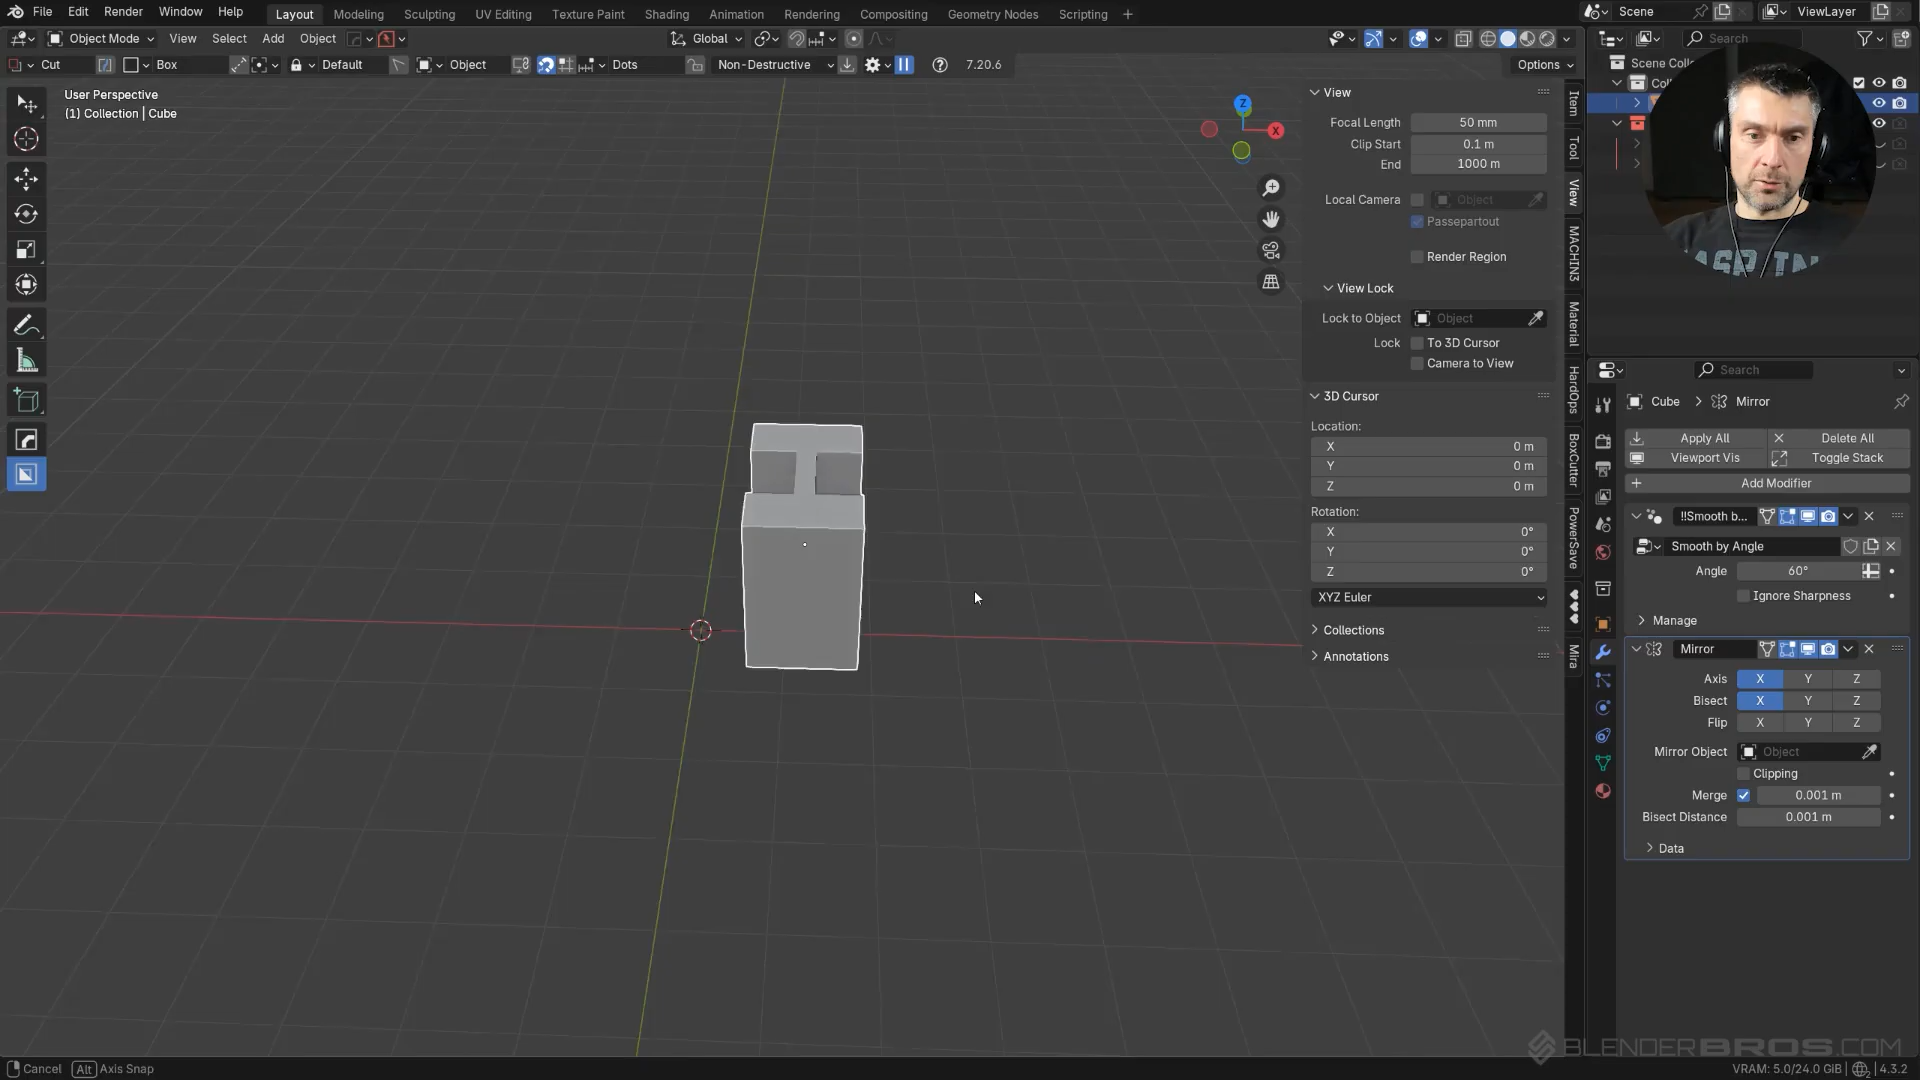 File Edit Render Window Help Layout Modeling Sculpting UV Editing Texture Paint Shading Animation Rendering Compositing Geometry Nodes Scripting + Scene ViewLayer
Object Mode View Select Add Object Global Search
Cut Box Default Object Dots Non-Destructive 7.20.6 Options
User Perspective
(1) Collection | Cube
Z
X
View
Focal Length 50 mm
Clip Start 0.1 m
End 1000 m
Local Camera Object
Passepartout
Render Region
View Lock
Lock to Object Object
Lock To 3D Cursor
Camera to View
3D Cursor
Location:
X 0 m
Y 0 m
Z 0 m
Rotation:
X 0°
Y 0°
Z 0°
XYZ Euler
Collections
Annotations
Item
Tool
View
MACHIN3
Material
HardOps
BoxCutter
PowerSave
Mira
Search
Cube > Mirror
Apply All Delete All
Viewport Vis Toggle Stack
Add Modifier
!!Smooth b...
Smooth by Angle
Angle 60°
Ignore Sharpness
Manage
Mirror
Axis X Y Z
Bisect X Y Z
Flip X Y Z
Mirror Object Object
Clipping
Merge 0.001 m
Bisect Distance 0.001 m
Data
BLENDERBROS.COM
Cancel Alt Axis Snap
VRAM: 5.0/24.0 GiB 4.3.2